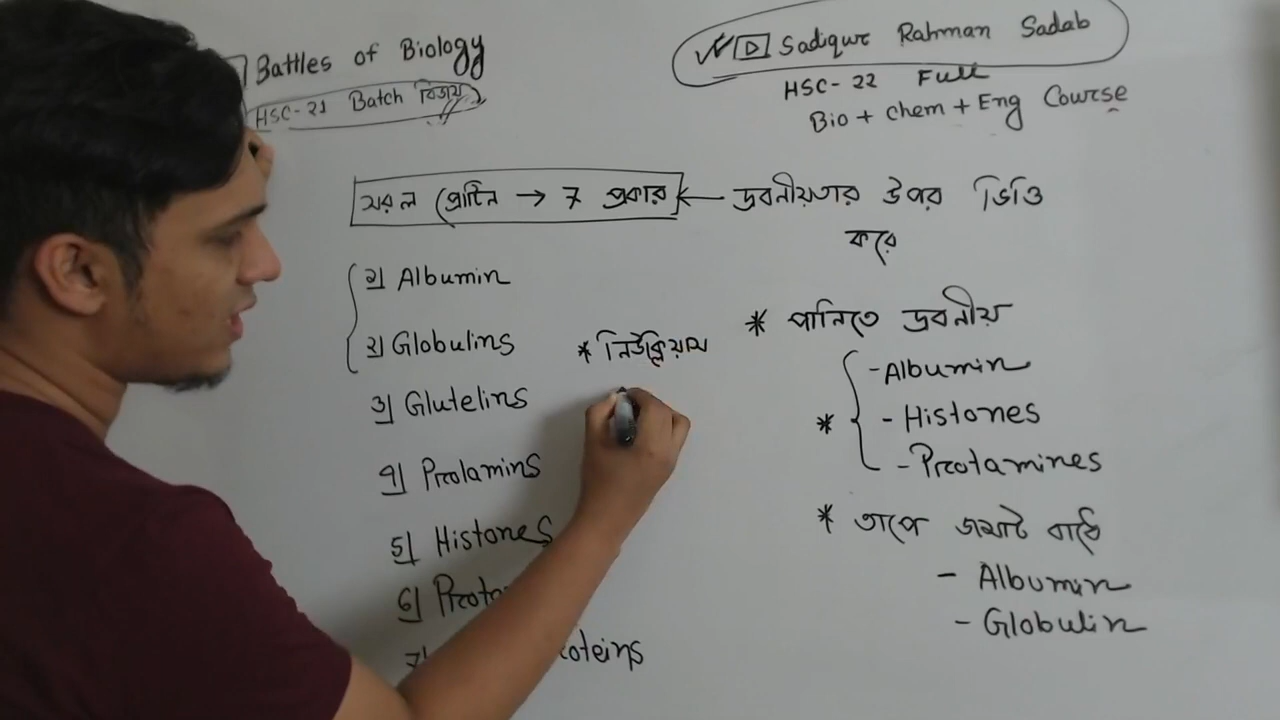 Battles of Biology
HSC-21 Batch বিজয়
Sadiqur Rahman Sadab
HSC-22 Full
Bio + chem + Eng Course
সরল প্রোটিন → 7 প্রকার ← দ্রবনীয়তার উপর ভিত্তি
করে
১) Albumin
২) Globulins
৩) Glutelins
৪) Prolamins
৫) Histones
৬) Prota
oteins
* নিউক্লিয়াস
* পানিতে দ্রবনীয়
- Albumin
* - Histones
- Protamines
* তাপে জমাট বাধে
- Albumin
- Globulin